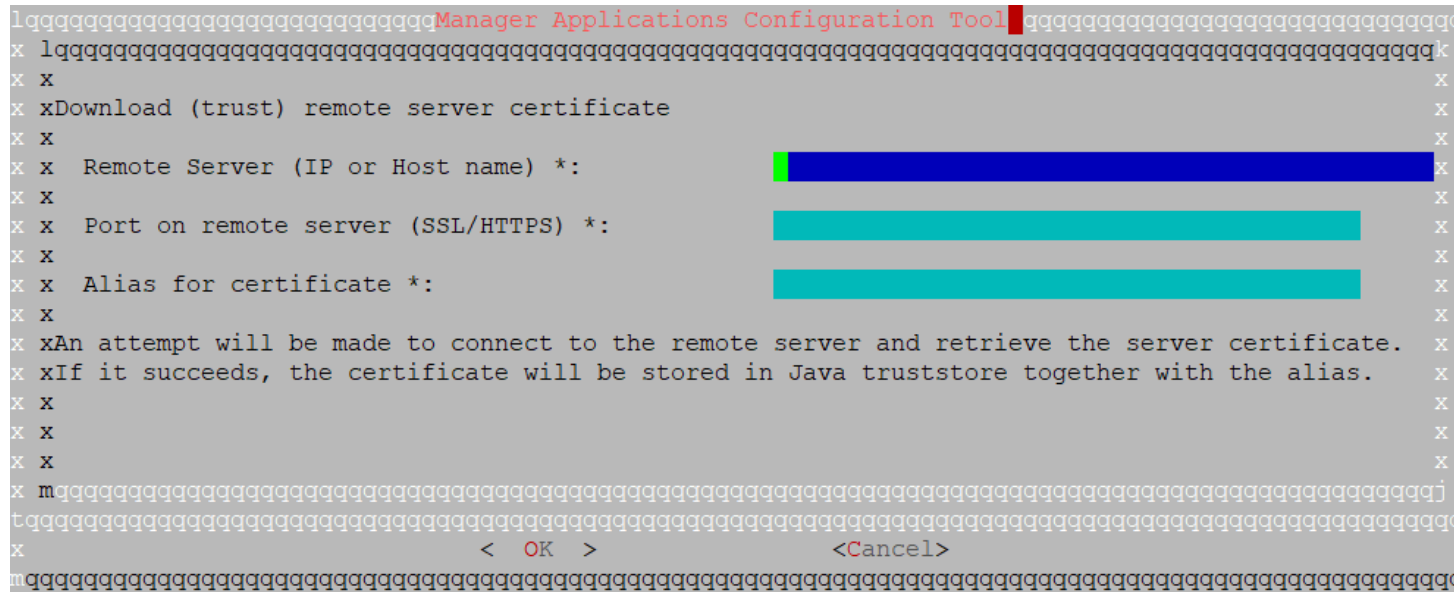 Manager Applications Configuration Tool
Download (trust) remote server certificate
Remote Server (IP or Host name) *:
Port on remote server (SSL/HTTPS) *:
Alias for certificate *:
An attempt will be made to connect to the remote server and retrieve the server certificate.
If it succeeds, the certificate will be stored in Java truststore together with the alias.
< OK > <Cancel>